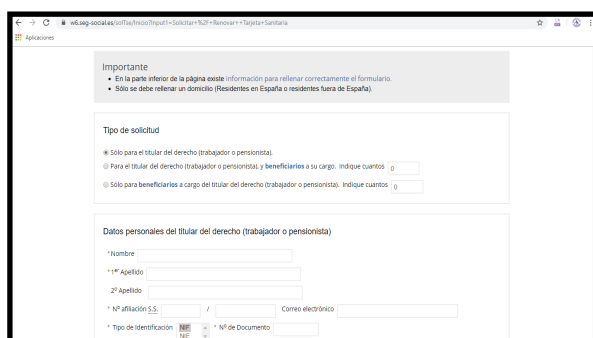 w6.seg-social.es/solTse/Inicio?Input1=Solicitar+%2F+Renovar++Tarjeta+Sanitaria
Aplicaciones
Importante
En la parte inferior de la página existe información para rellenar correctamente el formulario.
Sólo se debe rellenar un domicilio (Residentes en España o residentes fuera de España).
Tipo de solicitud
Sólo para el titular del derecho (trabajador o pensionista).
Para el titular del derecho (trabajador o pensionista), y beneficiarios a su cargo. Indique cuantos 0
Sólo para beneficiarios a cargo del titular del derecho (trabajador o pensionista). Indique cuantos 0
Datos personales del titular del derecho (trabajador o pensionista)
* Nombre
* 1er Apellido
2º Apellido
* Nº afiliación S.S. / Correo electrónico
* Tipo de Identificación NIF * Nº de Documento
NIE